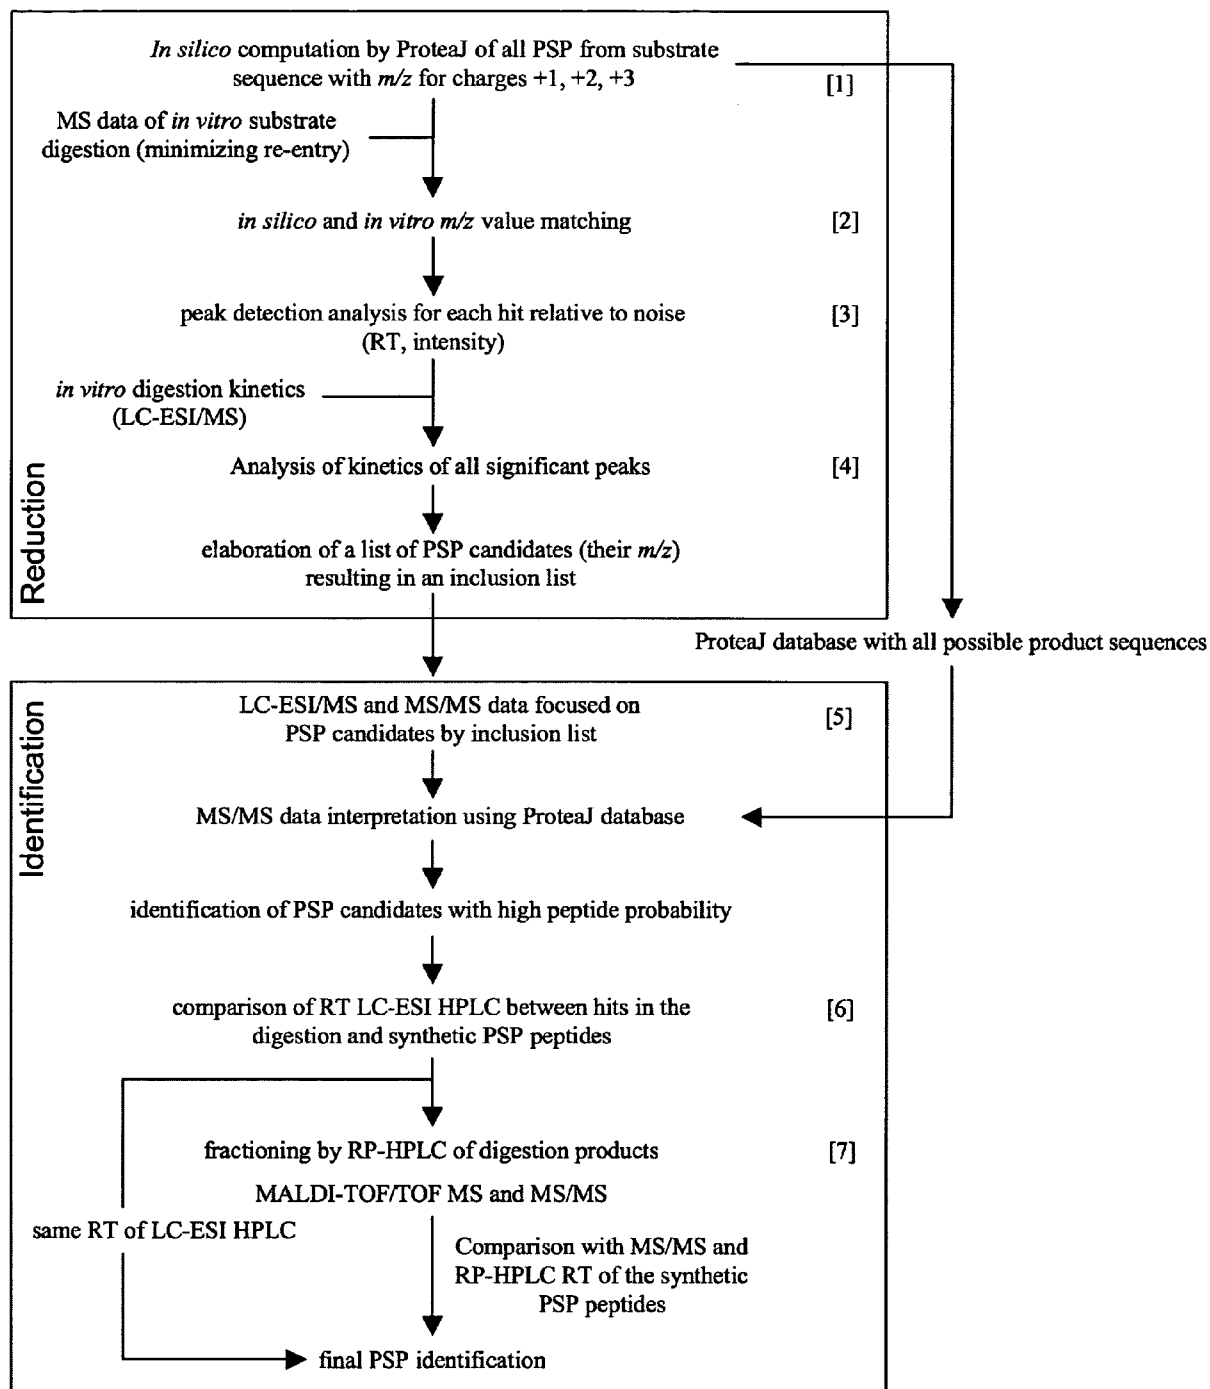 In silico computation by ProteaJ of all PSP from substrate
sequence with m/z for charges +1, +2, +3
[1]
MS data of in vitro substrate
digestion (minimizing re-entry)
in silico and in vitro m/z value matching
[2]
peak detection analysis for each hit relative to noise
(RT, intensity)
[3]
in vitro digestion kinetics
(LC-ESI/MS)
Analysis of kinetics of all significant peaks
[4]
elaboration of a list of PSP candidates (their m/z)
resulting in an inclusion list
Reduction
ProteaJ database with all possible product sequences
LC-ESI/MS and MS/MS data focused on
PSP candidates by inclusion list
[5]
MS/MS data interpretation using ProteaJ database
identification of PSP candidates with high peptide probability
comparison of RT LC-ESI HPLC between hits in the
digestion and synthetic PSP peptides
[6]
fractioning by RP-HPLC of digestion products
[7]
MALDI-TOF/TOF MS and MS/MS
same RT of LC-ESI HPLC
Comparison with MS/MS and
RP-HPLC RT of the synthetic
PSP peptides
final PSP identification
Identification